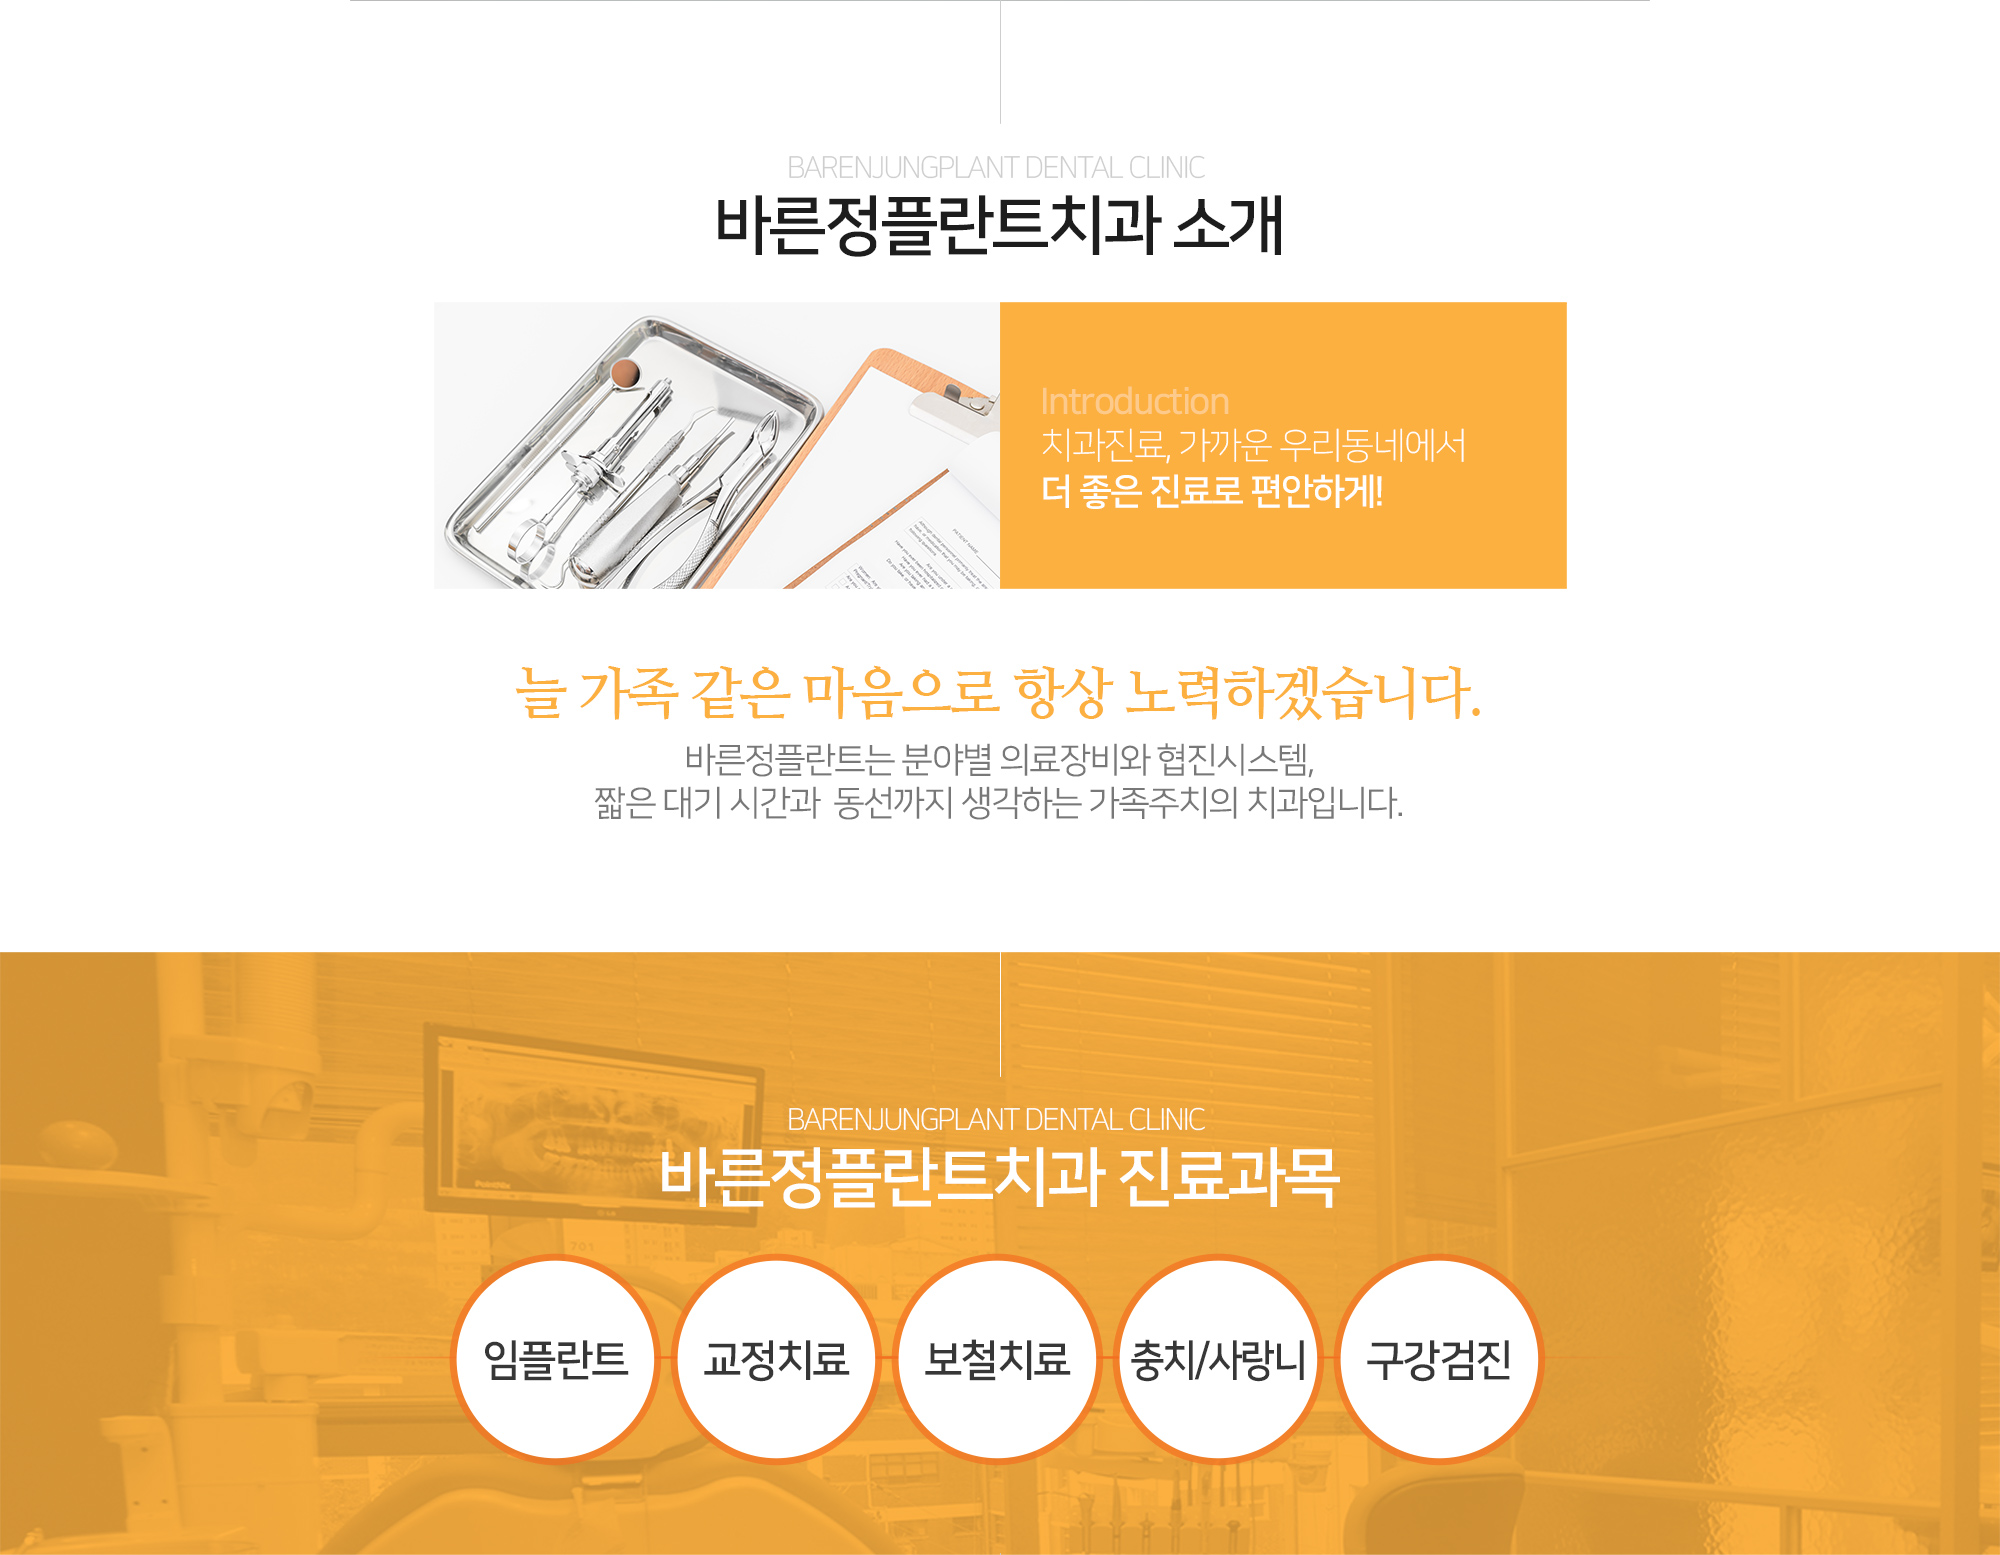 BARENJUNGPLANT DENTAL CLINIC
바른정플란트치과 소개
Introduction
치과진료, 가까운 우리동네에서
더 좋은 진료로 편안하게!
늘 가족 같은 마음으로 항상 노력하겠습니다.
바른정플란트는 분야별 의료장비와 협진시스템,
짧은 대기 시간과 동선까지 생각하는 가족주치의 치과입니다.
BARENJUNGPLANT DENTAL CLINIC
바른정플란트치과 진료과목
701
임플란트
교정치료
보철치료
충치/사랑니
구강검진